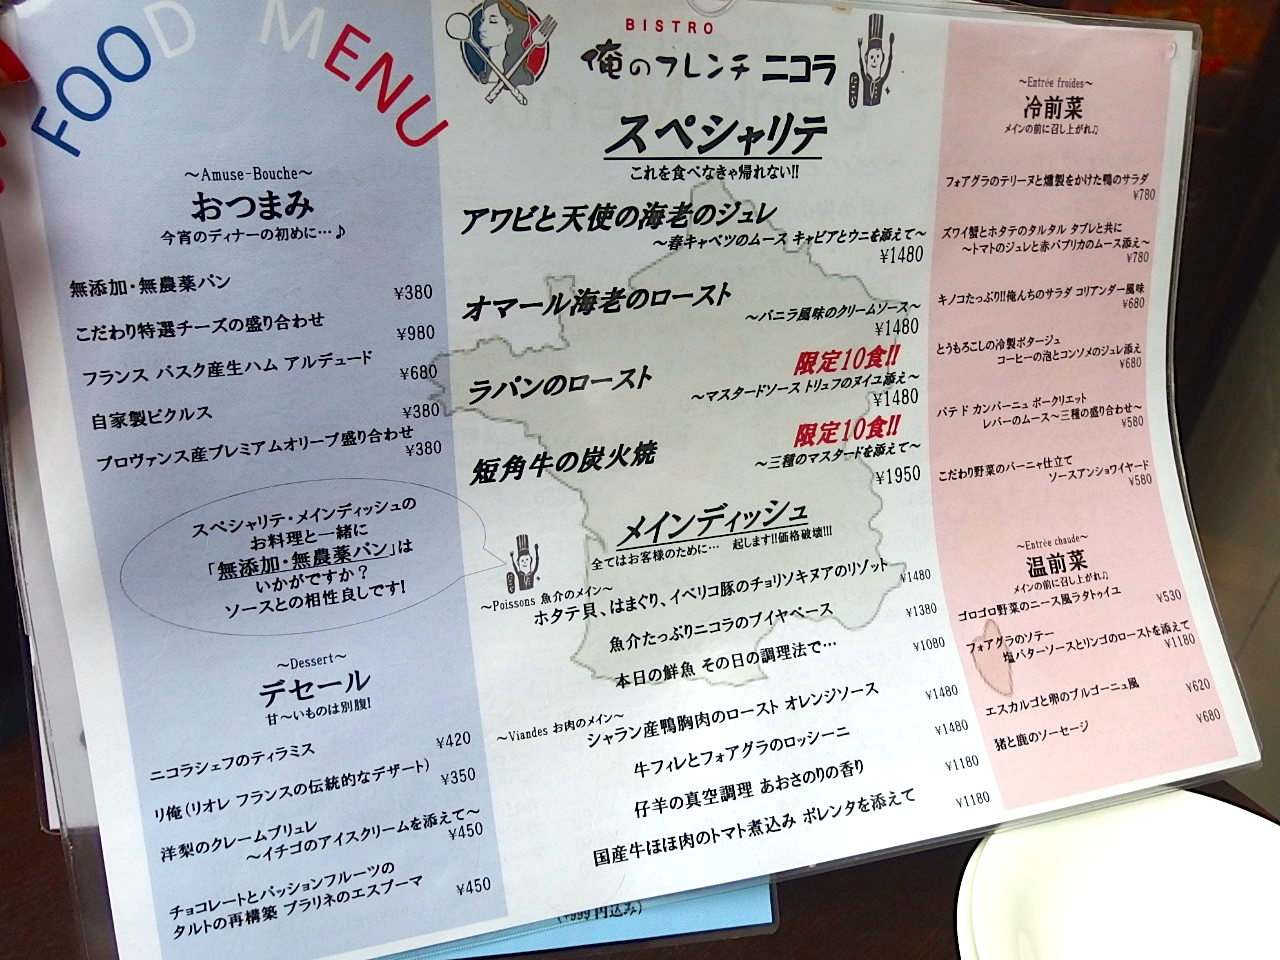 FOOD MENU
~Amuse-Bouche~
おつまみ
今宵のディナーの初めに…♪
無添加・無農薬パン
¥380
こだわり特選チーズの盛り合わせ
¥980
フランス バスク産生ハム アルデュード
¥680
自家製ピクルス
¥380
プロヴァンス産プレミアムオリーブ盛り合わせ
¥380
スペシャリテ・メインディッシュの
お料理と一緒に
「無添加・無農薬パン」は
いかがですか?
ソースとの相性良しです!
~Dessert~
デセール
甘~いものは別腹!
ニコラシェフのティラミス
¥420
リ俺(リオレ フランスの伝統的なデザート)
¥350
洋梨のクレームブリュレ
~イチゴのアイスクリームを添えて~
¥450
チョコレートとパッションフルーツの
タルトの再構築 プラリネのエスプーマ
¥450
BISTRO
俺のフレンチ ニコラ
にこら
スペシャリテ
これを食べなきゃ帰れない!!
アワビと天使の海老のジュレ
~春キャベツのムース キャビアとウニを添えて~
¥1480
オマール海老のロースト
~バニラ風味のクリームソース~
¥1480
限定10食!!
ラパンのロースト
~マスタードソース トリュフのヌイユ添え~
¥1480
限定10食!!
短角牛の炭火焼
~三種のマスタードを添えて~
¥1950
メインディッシュ
全てはお客様のために… 起します!!価格破壊!!!
にこら
~Poissons 魚介のメイン~
ホタテ貝、はまぐり、イベリコ豚のチョリソキヌアのリゾット
¥1480
魚介たっぷりニコラのブイヤベース
¥1380
本日の鮮魚 その日の調理法で…
¥1080
~Viandes お肉のメイン~
シャラン産鴨胸肉のロースト オレンジソース
¥1480
牛フィレとフォアグラのロッシーニ
¥1480
仔羊の真空調理 あおさのりの香り
¥1180
国産牛ほほ肉のトマト煮込み ポレンタを添えて
¥1180
~Entrée froides~
冷前菜
メインの前に召し上がれ♫
フォアグラのテリーヌと燻製をかけた鴨のサラダ
¥780
ズワイ蟹とホタテのタルタル タブレと共に
~トマトのジュレと赤パプリカのムース添え~
¥780
キノコたっぷり!!俺んちのサラダ コリアンダー風味
¥680
とうもろこしの冷製ポタージュ
コーヒーの泡とコンソメのジュレ添え
¥680
パテ ド カンパーニュ ポークリエット
レバーのムース~三種の盛り合わせ~
¥580
こだわり野菜のバーニャ仕立て
ソースアンショワイヤード
¥580
~Entrée chaude~
温前菜
メインの前に召し上がれ♫
ゴロゴロ野菜のニース風ラタトゥイユ
¥530
フォアグラのソテー
塩バターソースとリンゴのローストを添えて
¥1180
エスカルゴと卵のブルゴーニュ風
¥620
猪と鹿のソーセージ
¥680
(+999円込み)